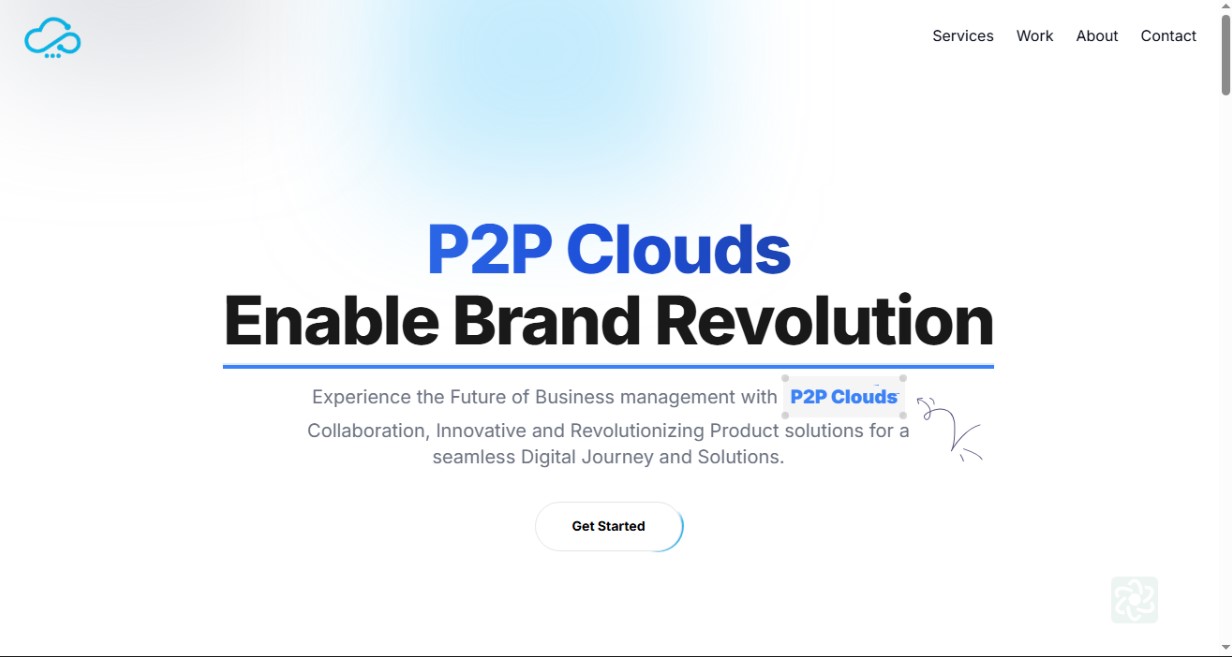 Services Work About Contact
P2P Clouds
Enable Brand Revolution
Experience the Future of Business management with P2P Clouds
Collaboration, Innovative and Revolutionizing Product solutions for a
seamless Digital Journey and Solutions.
Get Started